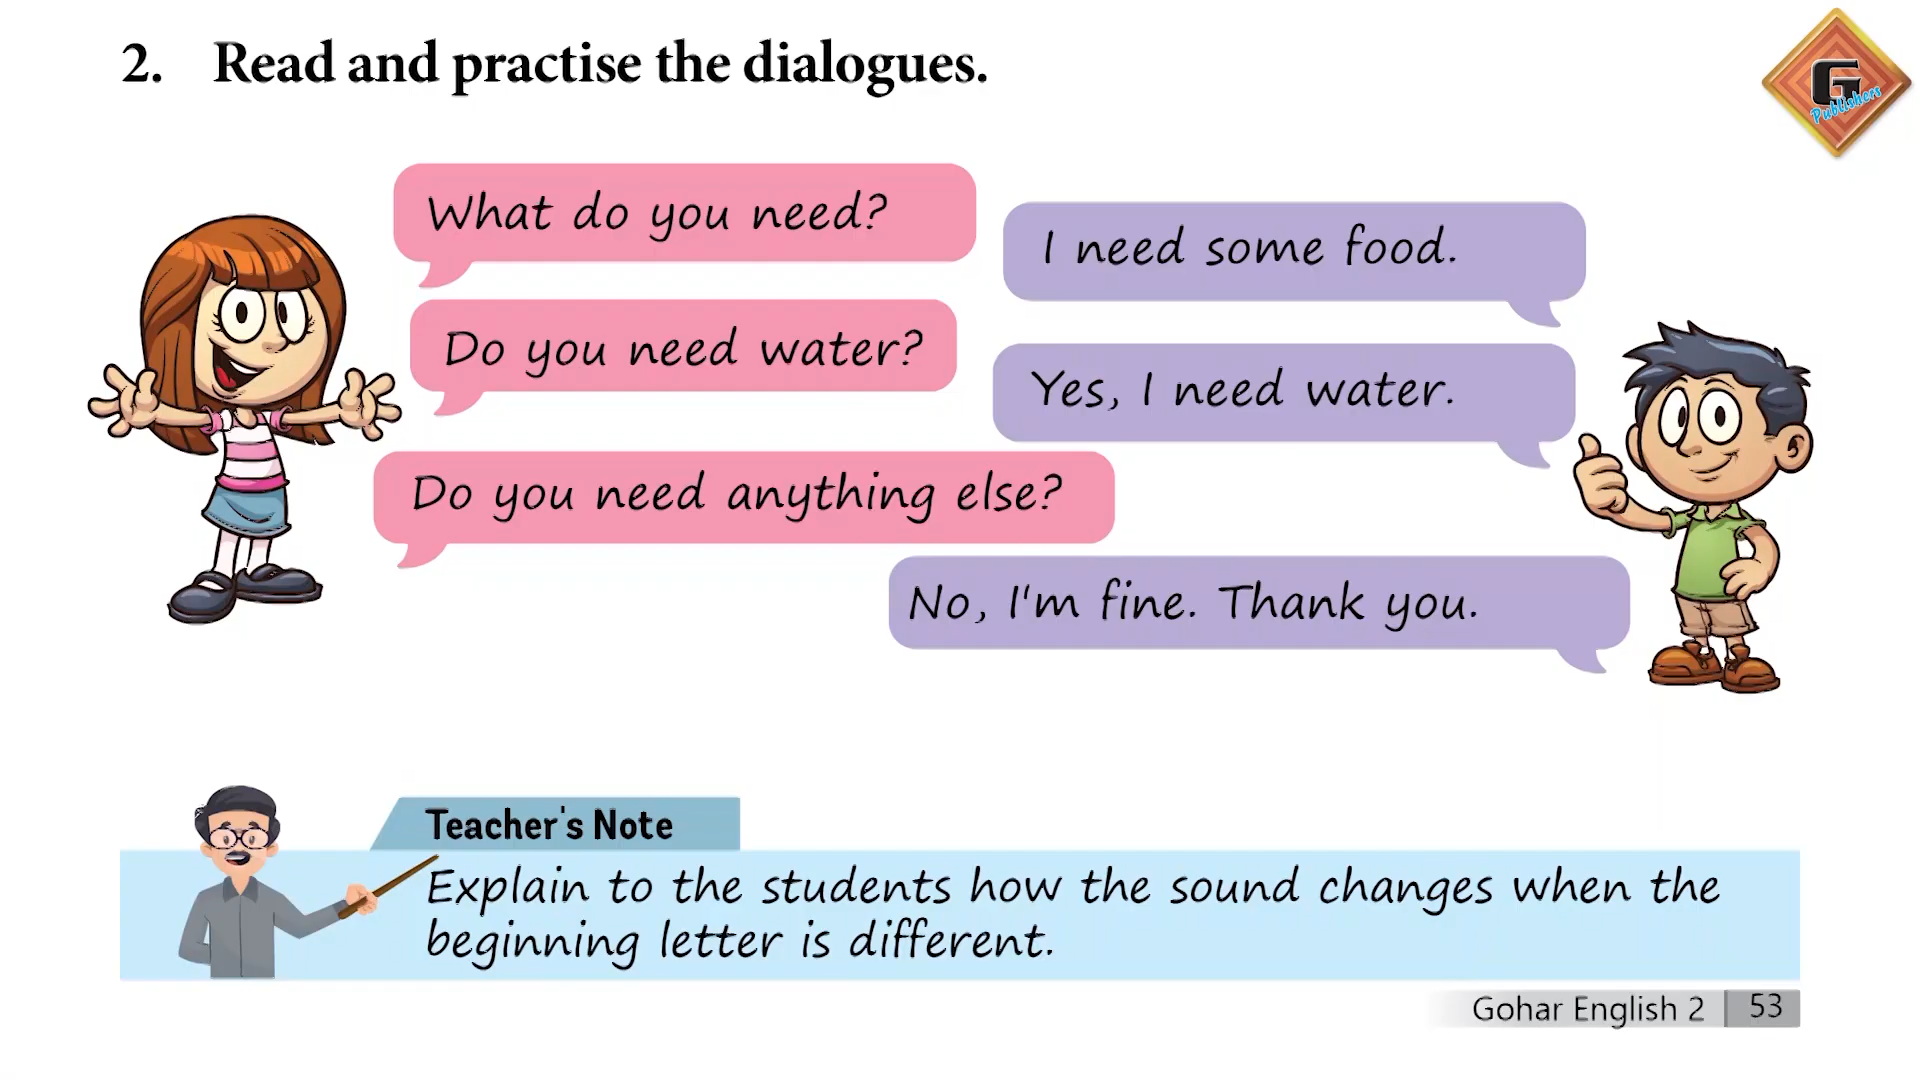 2. Read and practise the dialogues.
G
Publishers
What do you need?
I need some food.
Do you need water?
Yes, I need water.
Do you need anything else?
No, I'm fine. Thank you.
Teacher's Note
Explain to the students how the sound changes when the
beginning letter is different.
Gohar English 2 53